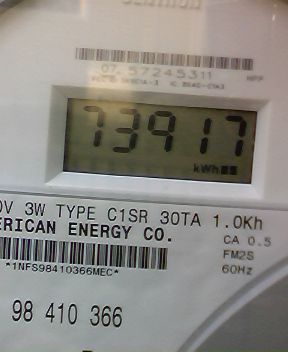 07 57245311
73917
kWh
0V 3W TYPE C1SR 30TA 1.0Kh
ERICAN ENERGY CO.
CA 0.5
FM2S
*1NFS98410366MEC*
60Hz
98 410 366